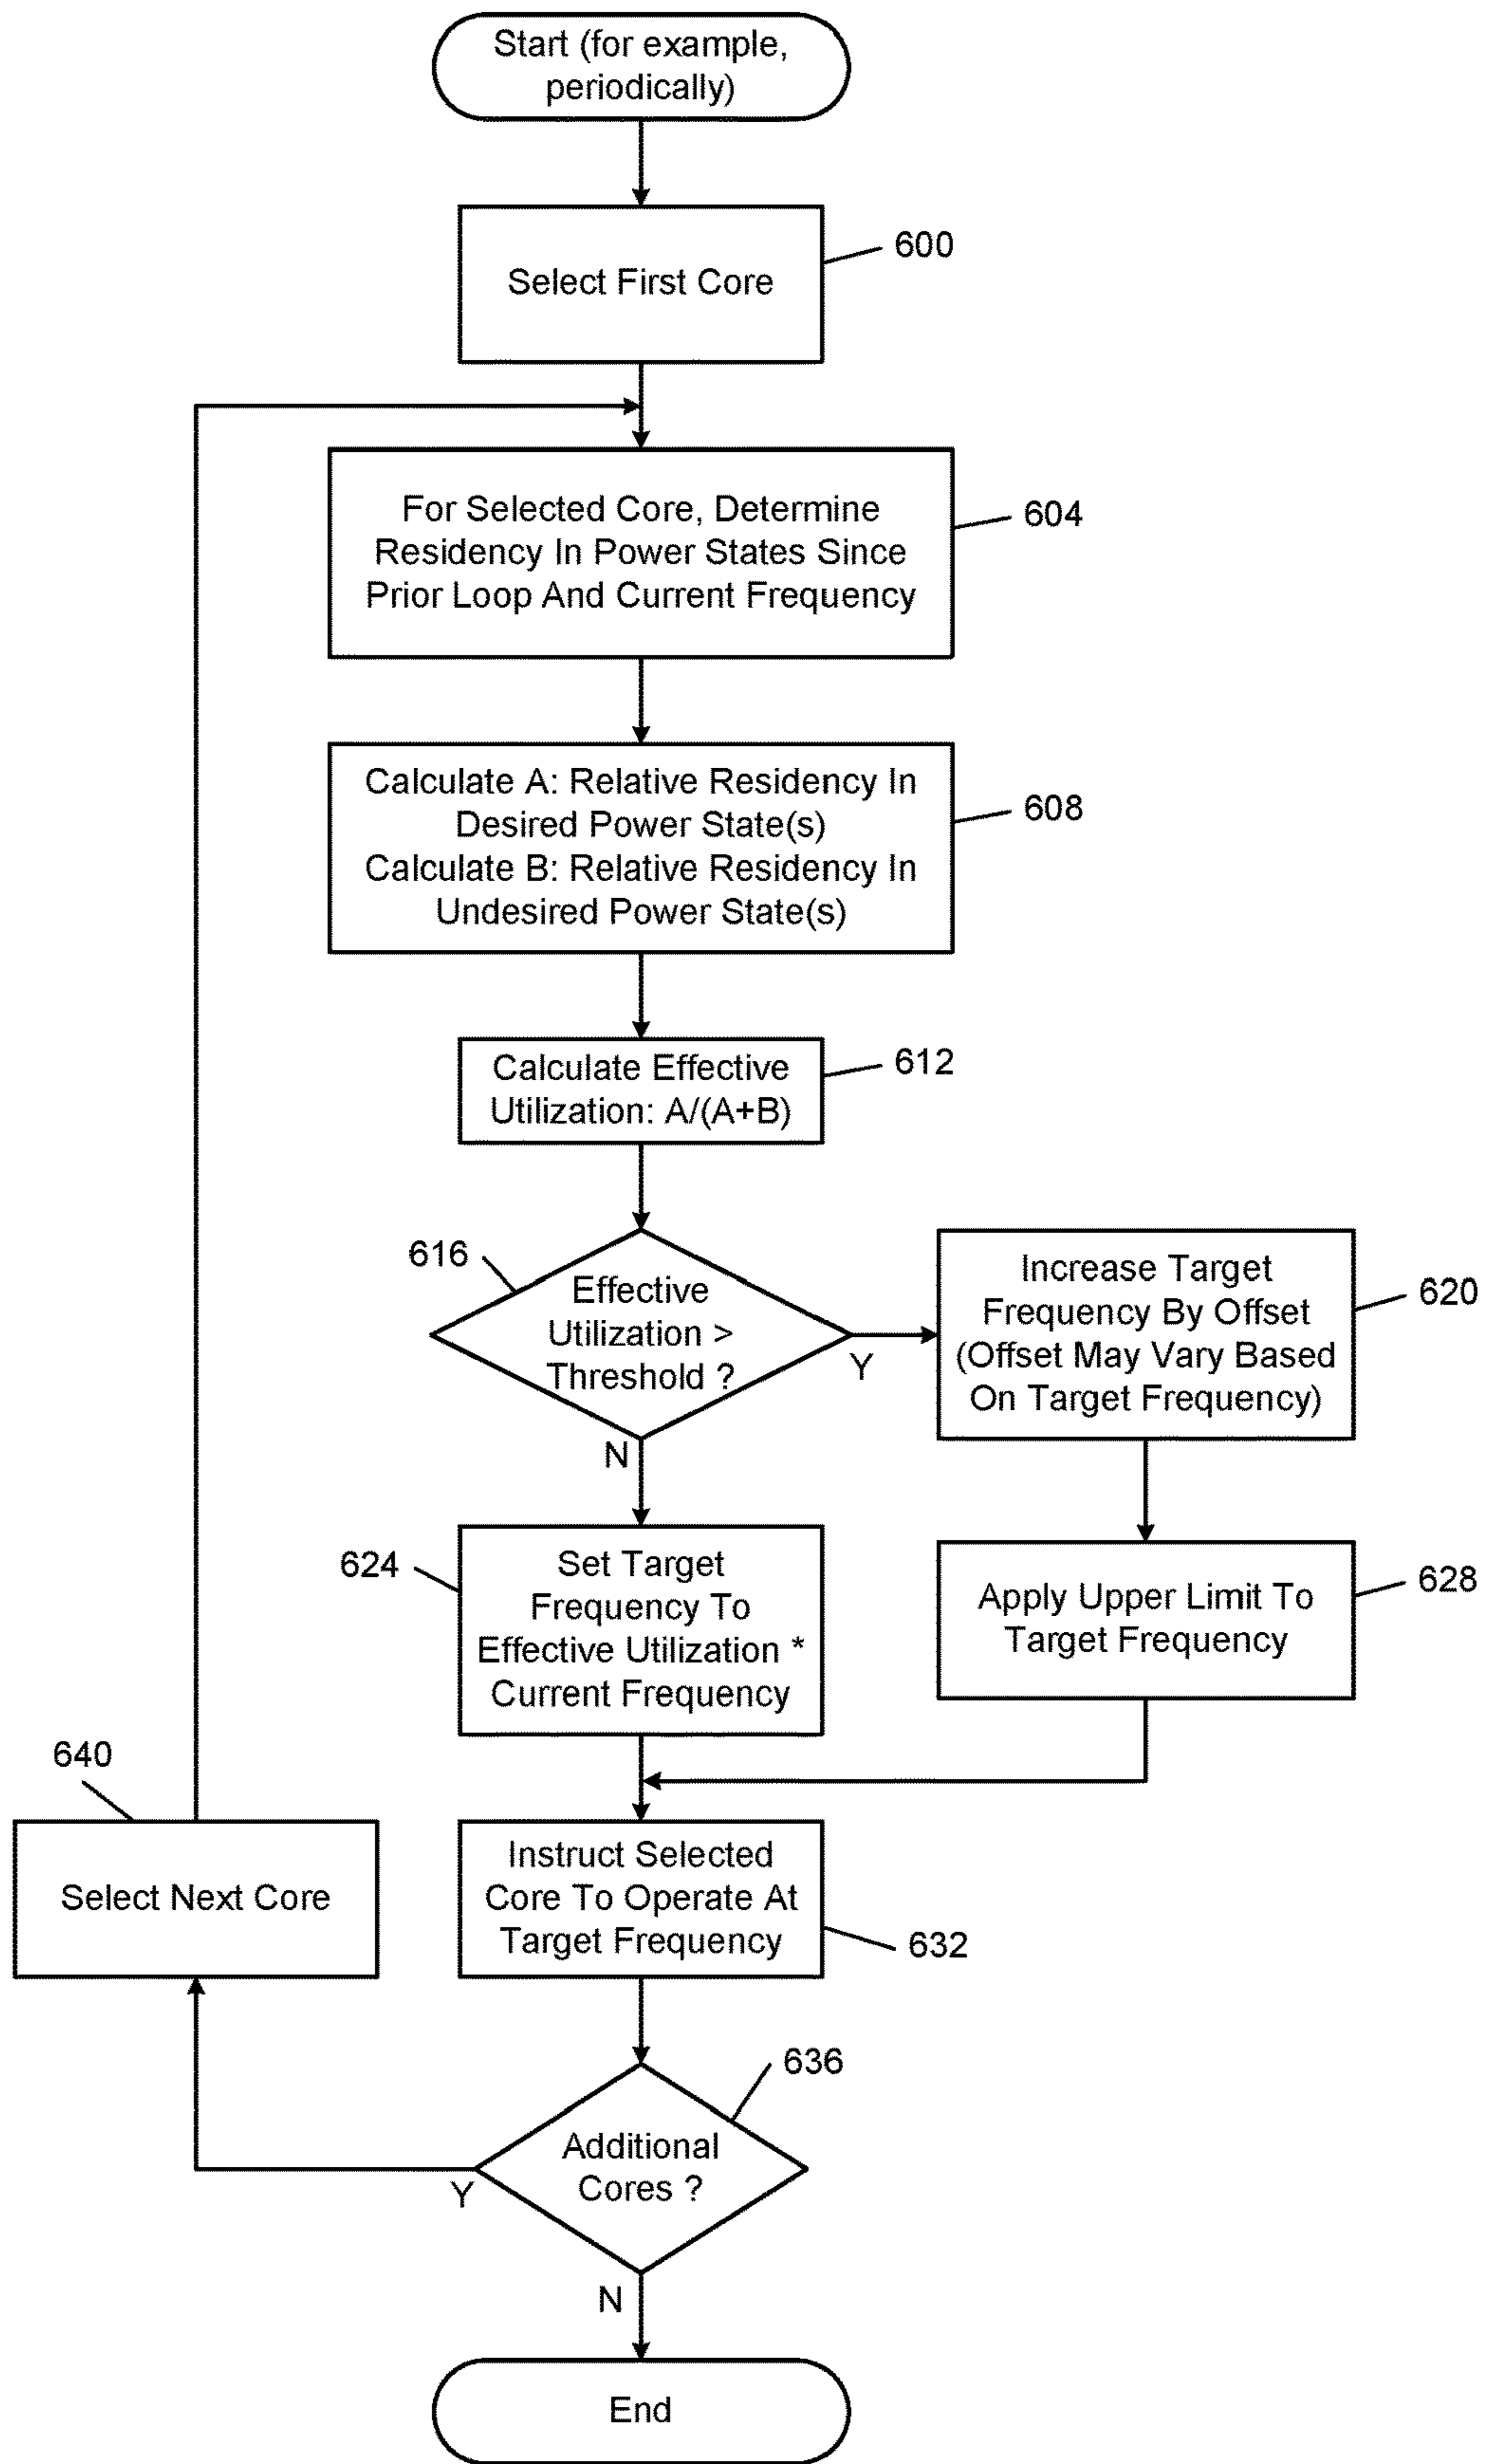 Start (for example,
periodically)
600
Select First Core
For Selected Core, Determine
Residency In Power States Since
Prior Loop And Current Frequency
604
Calculate A: Relative Residency In
Desired Power State(s)
Calculate B: Relative Residency In
Undesired Power State(s)
608
Calculate Effective
Utilization: A/(A+B)
612
616
Effective
Utilization >
Threshold ?
Y
N
Increase Target
Frequency By Offset
(Offset May Vary Based
On Target Frequency)
620
624
Set Target
Frequency To
Effective Utilization *
Current Frequency
Apply Upper Limit To
Target Frequency
628
640
Select Next Core
Instruct Selected
Core To Operate At
Target Frequency
632
636
Additional
Cores ?
Y
N
End